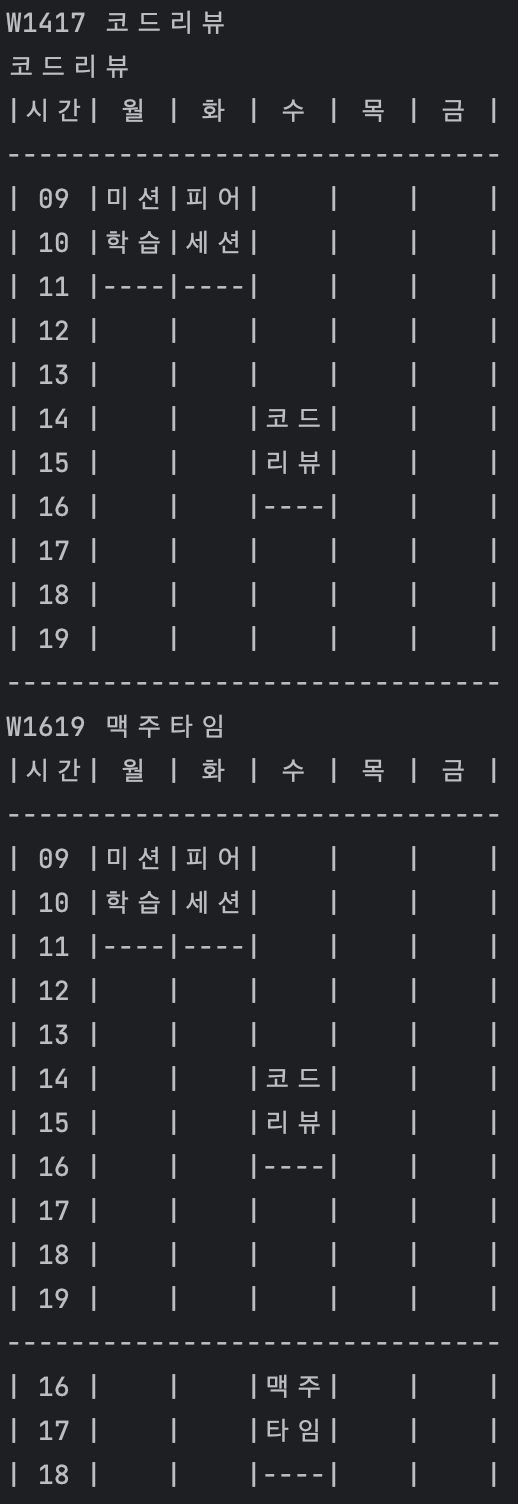 W1417 코드리뷰
코드리뷰
|시간| 월 | 화 | 수 | 목 | 금 |
-------------------------------
| 09 |미션|피어|    |    |    |
| 10 |학습|세션|    |    |    |
| 11 |----|----|    |    |    |
| 12 |    |    |    |    |    |
| 13 |    |    |    |    |    |
| 14 |    |    |코드|    |    |
| 15 |    |    |리뷰|    |    |
| 16 |    |    |----|    |    |
| 17 |    |    |    |    |    |
| 18 |    |    |    |    |    |
| 19 |    |    |    |    |    |
-------------------------------
W1619 맥주타임
|시간| 월 | 화 | 수 | 목 | 금 |
-------------------------------
| 09 |미션|피어|    |    |    |
| 10 |학습|세션|    |    |    |
| 11 |----|----|    |    |    |
| 12 |    |    |    |    |    |
| 13 |    |    |    |    |    |
| 14 |    |    |코드|    |    |
| 15 |    |    |리뷰|    |    |
| 16 |    |    |----|    |    |
| 17 |    |    |    |    |    |
| 18 |    |    |    |    |    |
| 19 |    |    |    |    |    |
-------------------------------
| 16 |    |    |맥주|    |    |
| 17 |    |    |타임|    |    |
| 18 |    |    |----|    |    |